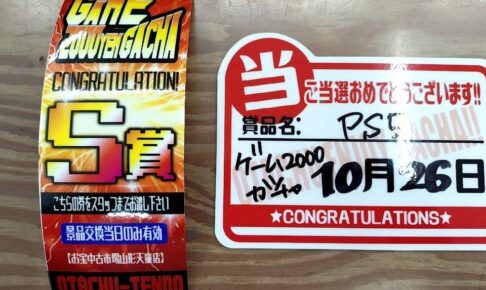 GAME
2000YEN GACHA
CONGRATULATION!
S賞
こちらの券をスタッフまでお渡し下さい
景品交換当日のみ有効
【お宝中古市場山形天童店】
OTACHU-TENDO
当
ご当選おめでとうございます!!
賞品名: PS5
ゲーム2000
ガチャ
10月26日
★CONGRATULATIONS★